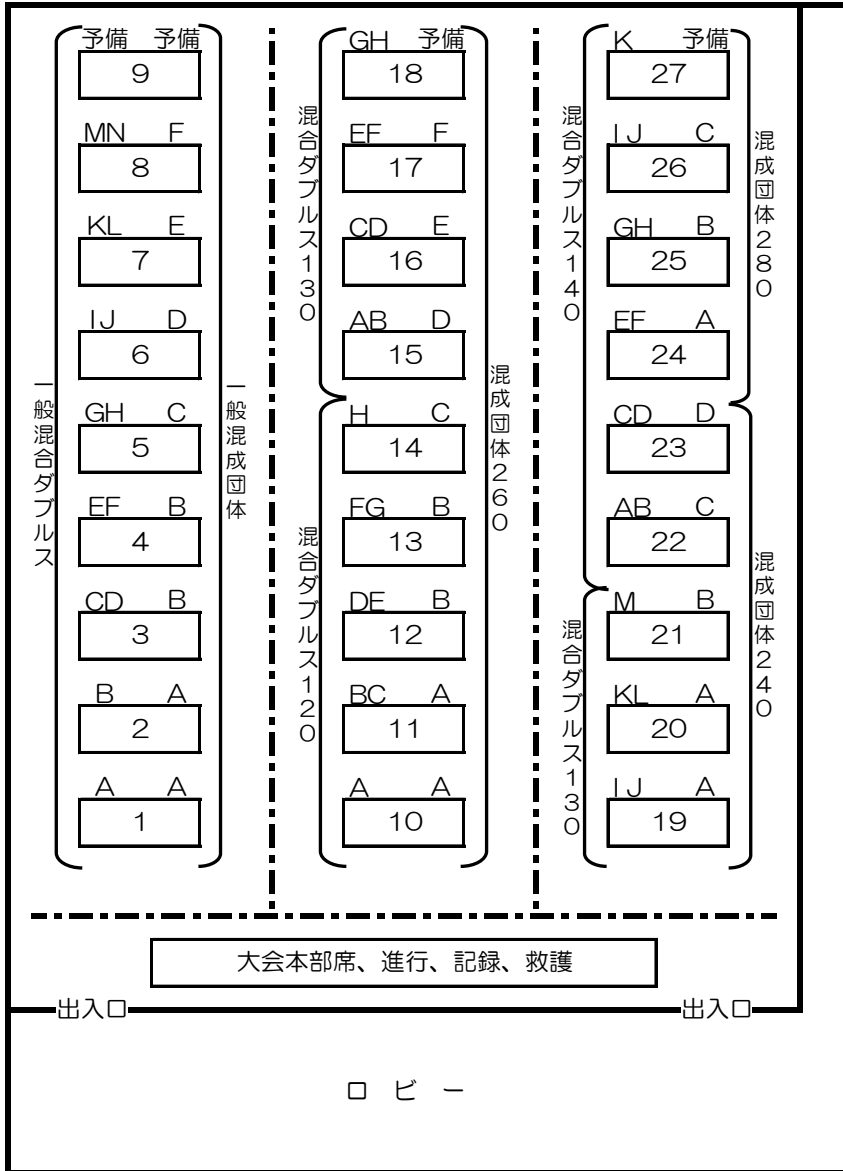 予備 予備 GH 予備 K 予備
9 18 27
MN F EF F IJ C
8 17 26
KL E CD E GH B
7 16 25
IJ D AB D EF A
6 15 24
GH C H C CD D
5 14 23
EF B FG B AB C
4 13 22
CD B DE B M B
3 12 21
B A BC A KL A
2 11 20
A A A A IJ A
1 10 19
一般混合ダブルス
一般混成団体
混合ダブルス130
混合ダブルス120
混成団体260
混合ダブルス140
混合ダブルス130
混成団体280
混成団体240
大会本部席、進行、記録、救護
出入口 出入口
ロビー